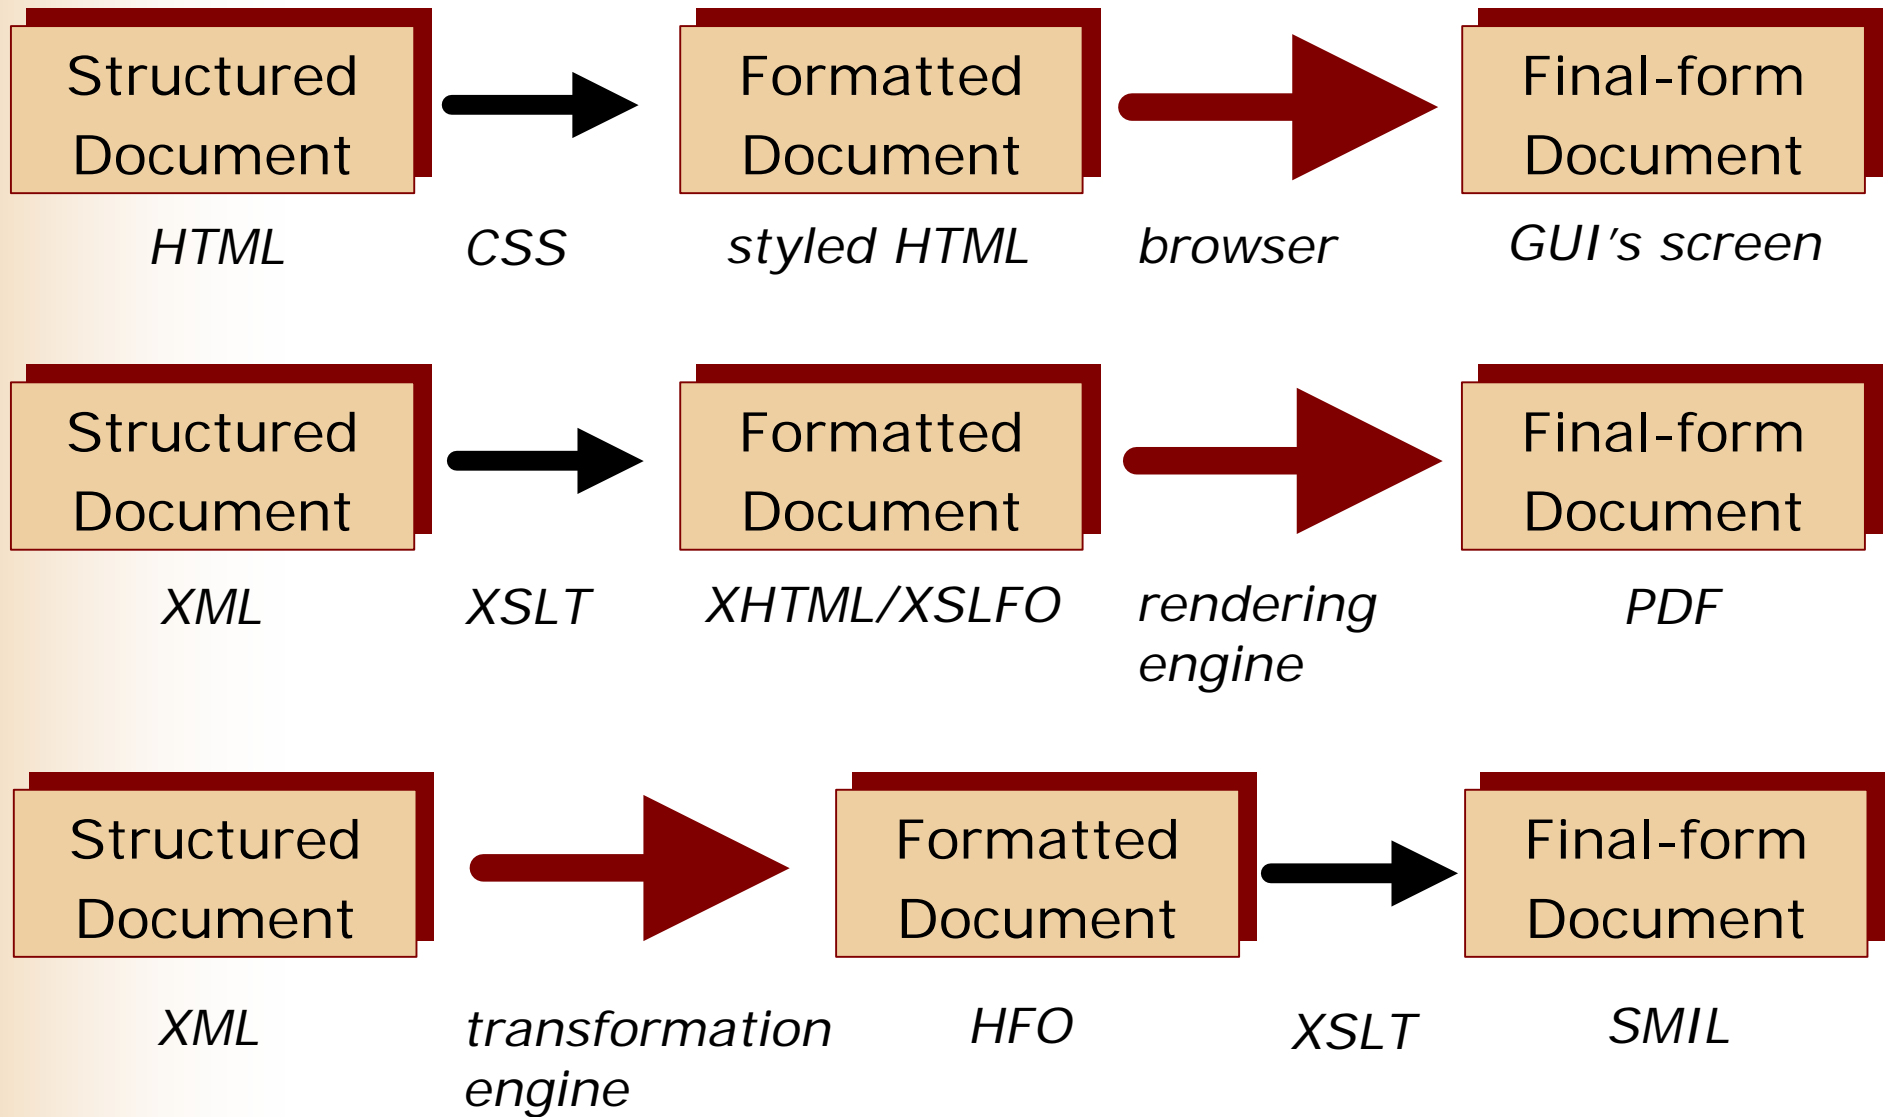 Structured
Document
Formatted
Document
Final-form
Document
HTML
CSS
styled HTML
browser
GUI's screen
Structured
Document
Formatted
Document
Final-form
Document
XML
XSLT
XHTML/XSLFO
rendering
engine
PDF
Structured
Document
Formatted
Document
Final-form
Document
XML
transformation
engine
HFO
XSLT
SMIL